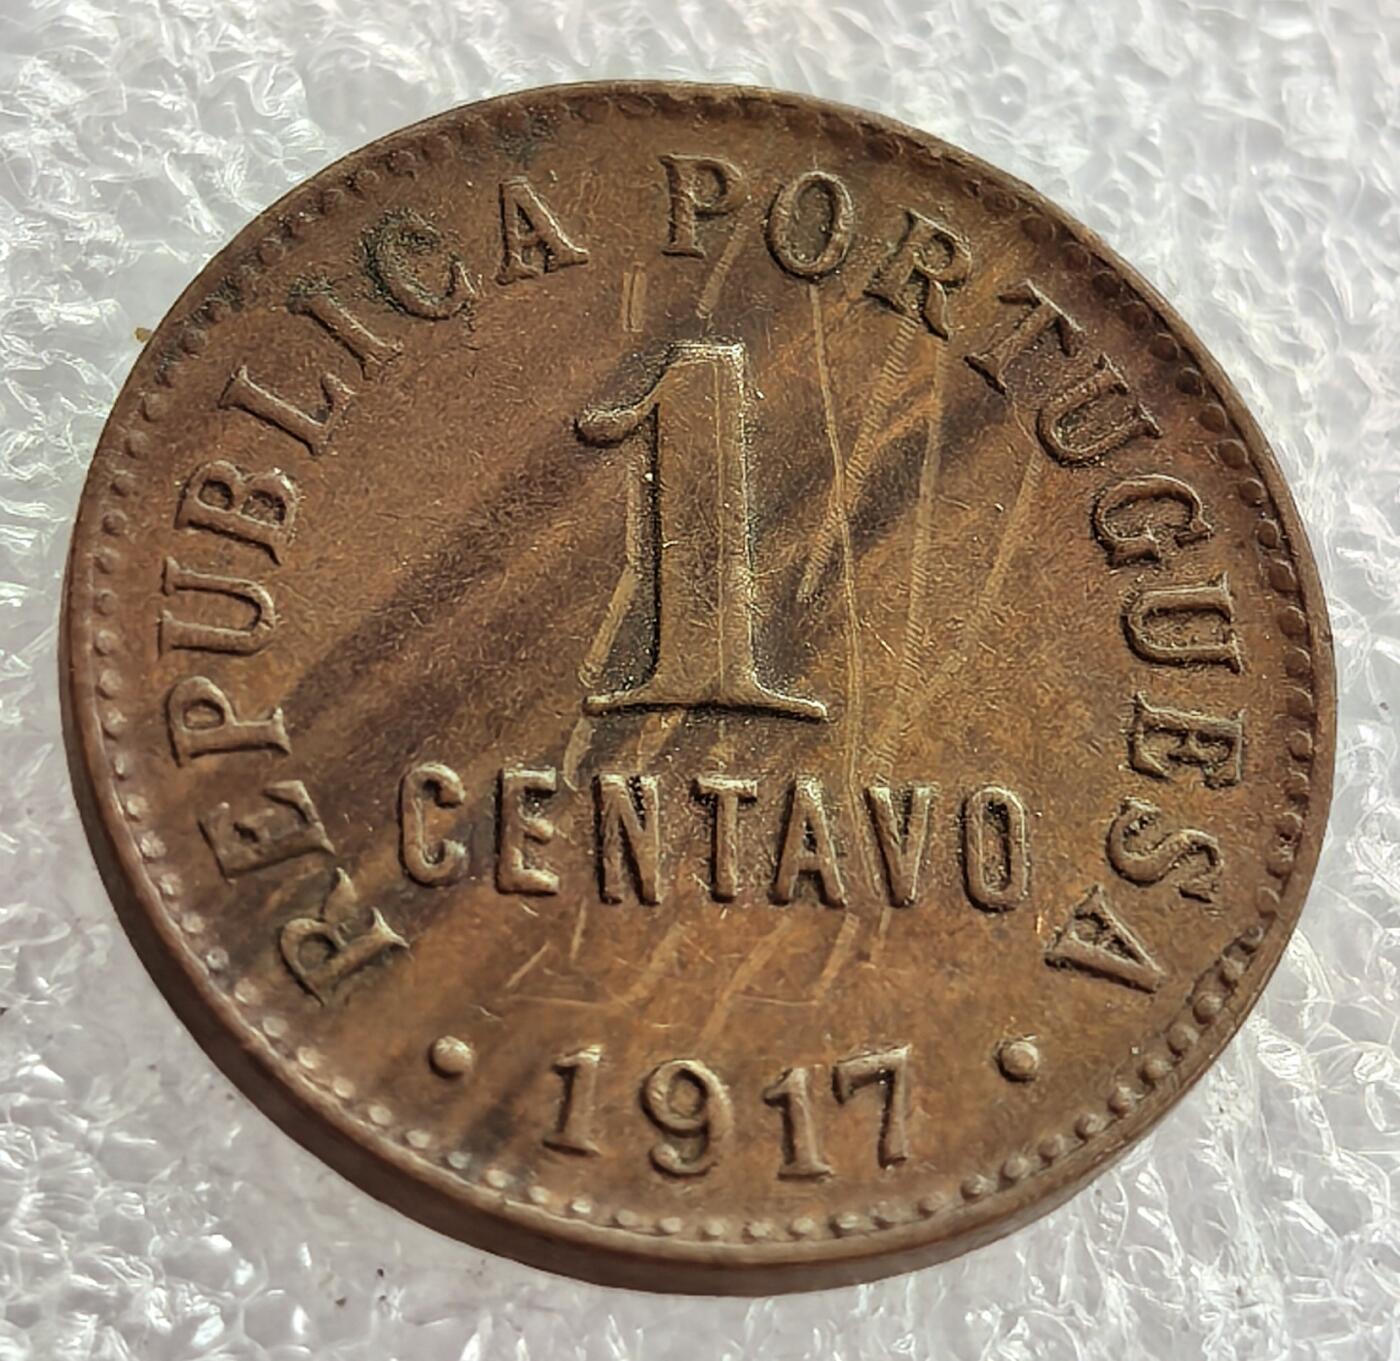 REPUBLICA PORTUGUESA
1
CENTAVO
• 1917 •